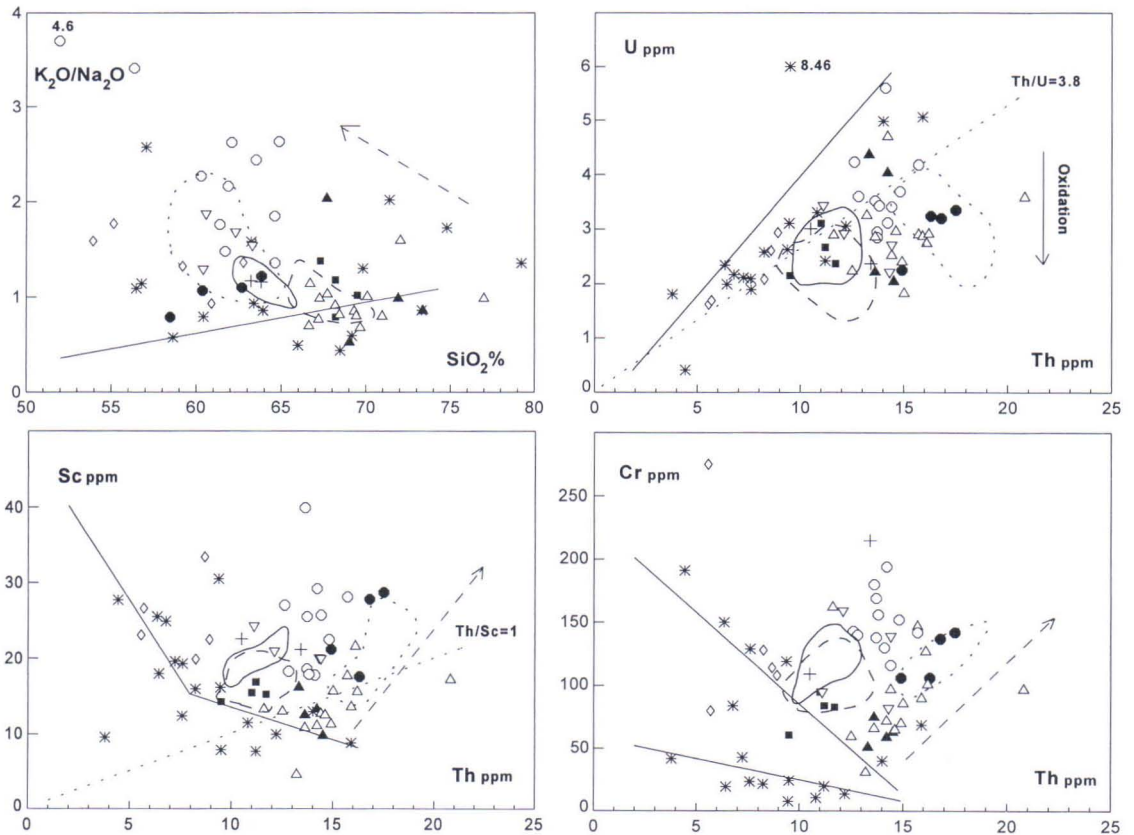 4
3
2
1
0
4.6
K₂O/Na₂O
SiO₂%
50 55 60 65 70 75 80
U ppm
8.46
Th/U=3.8
Oxidation
Th ppm
6
5
4
3
2
1
0
0 5 10 15 20 25
Sc ppm
40
30
20
10
0
Th/Sc=1
Th ppm
0 5 10 15 20 25
Cr ppm
250
200
150
100
50
0
Th ppm
0 5 10 15 20 25